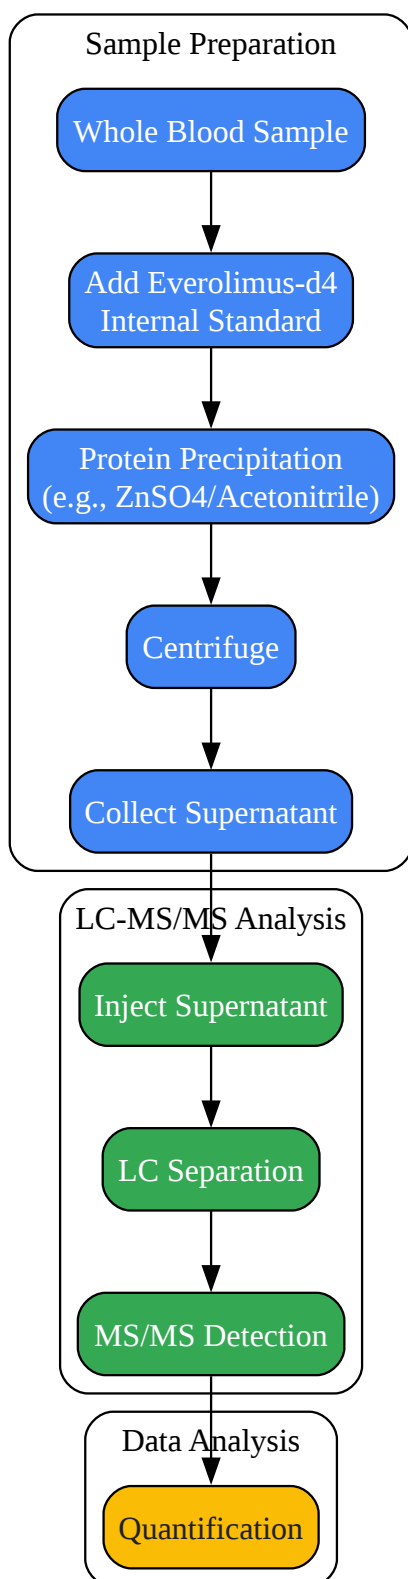 Sample Preparation
Whole Blood Sample
Add Everolimus-d4
Internal Standard
Protein Precipitation
(e.g., ZnSO4/Acetonitrile)
Centrifuge
Collect Supernatant
LC-MS/MS Analysis
Inject Supernatant
LC Separation
MS/MS Detection
Data Analysis
Quantification